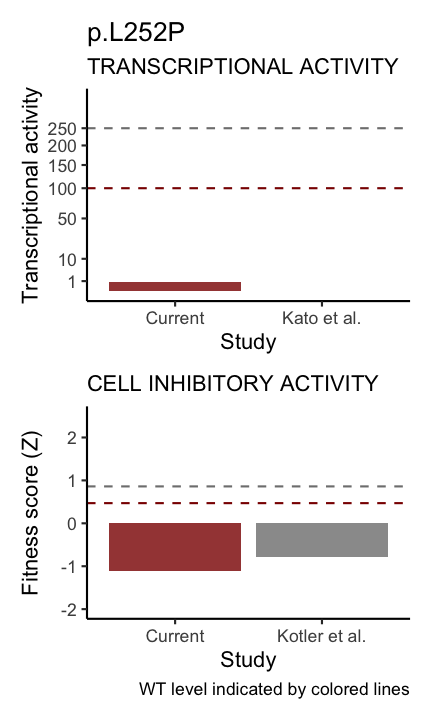 p.L252P
TRANSCRIPTIONAL ACTIVITY
Transcriptional activity
250
200
150
100
50
10
1
Current
Kato et al.
Study
CELL INHIBITORY ACTIVITY
Fitness score (Z)
2
1
0
-1
-2
Current
Kotler et al.
Study
WT level indicated by colored lines